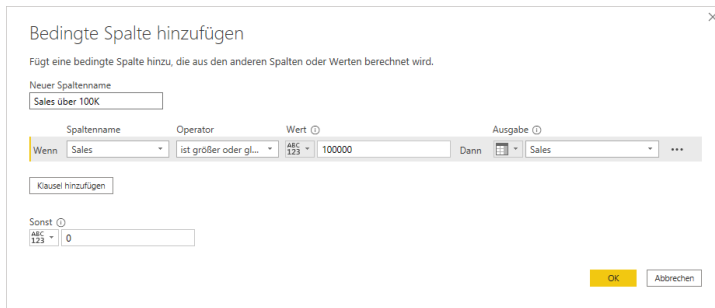 Bedingte Spalte hinzufügen
Fügt eine bedingte Spalte hinzu, die aus den anderen Spalten oder Werten berechnet wird.
Neuer Spaltenname
Sales über 100K
Spaltenname Operator Wert Ausgabe
Wenn Sales ist größer oder gl... ABC 123 100000 Dann Sales ...
Klausel hinzufügen
Sonst
ABC 123 0
OK Abbrechen